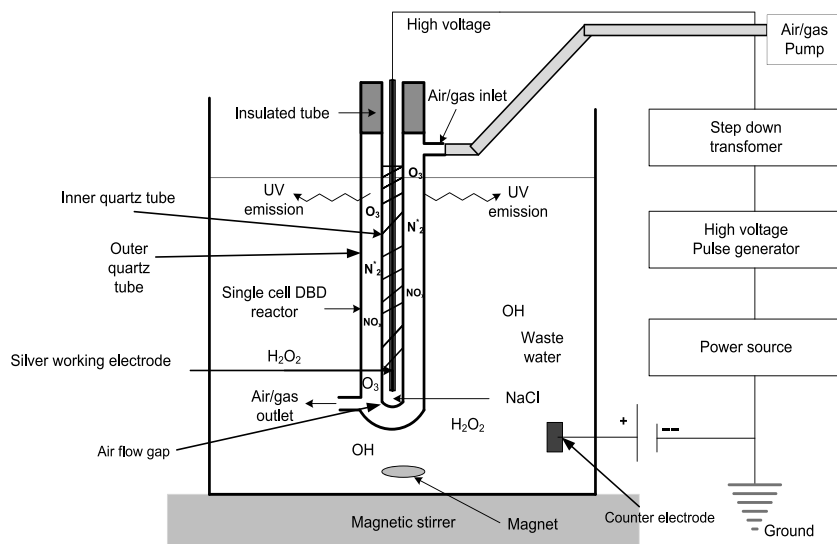 High voltage
Air/gas
Pump
Insulated tube
Air/gas inlet
Step down
transfomer
O₃
UV
emission
UV
emission
Inner quartz tube
O₃
N*₂
High voltage
Pulse generator
Outer
quartz
tube
N*₂
Single cell DBD
reactor
NOₓ
NOₓ
OH
Waste
water
Power source
H₂O₂
Silver working electrode
O₃
Air/gas
outlet
NaCl
H₂O₂
+
--
Air flow gap
OH
Magnetic stirrer
Magnet
Counter electrode
Ground